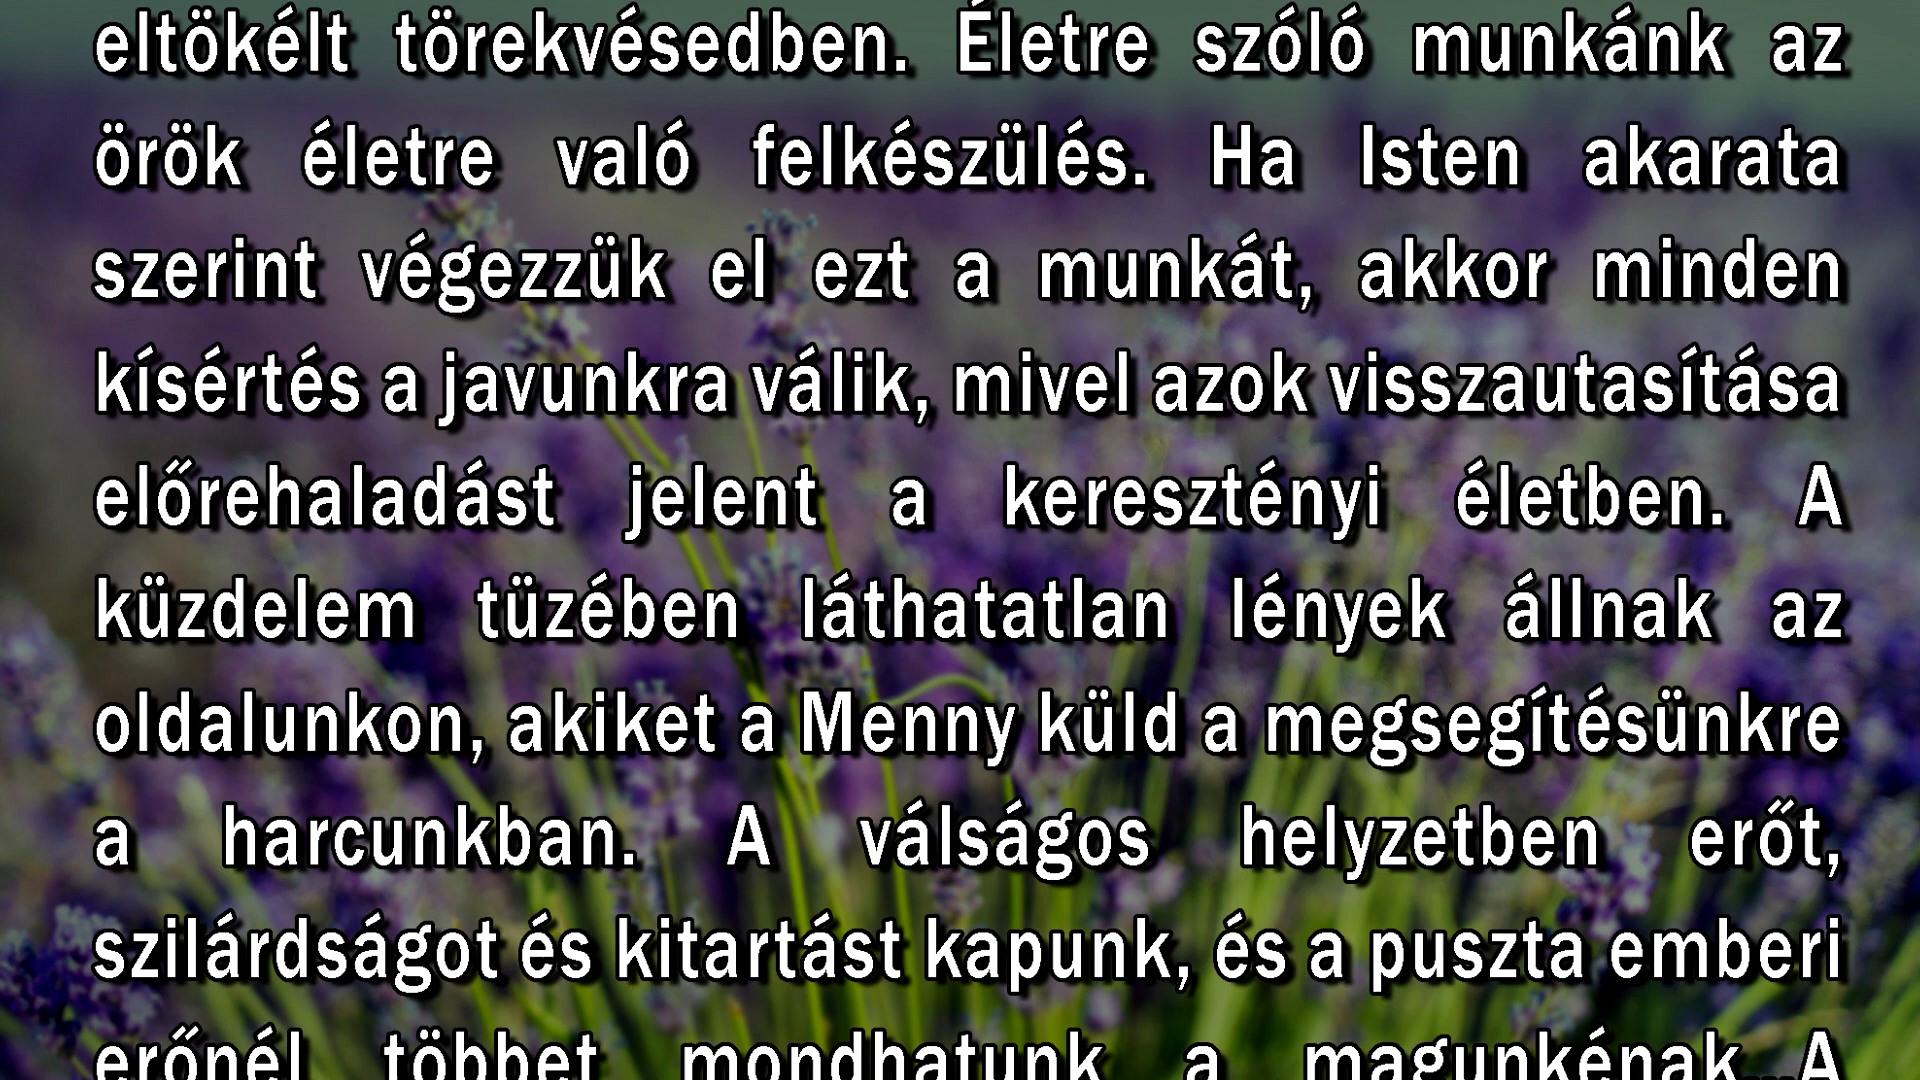 eltökélt törekvésedben. Életre szóló munkánk az
örök életre való felkészülés. Ha Isten akarata
szerint végezzük el ezt a munkát, akkor minden
kísértés a javunkra válik, mivel azok visszautasítása
előrehaladást jelent a keresztényi életben. A
küzdelem tüzében láthatatlan lények állnak az
oldalunkon, akiket a Menny küld a megsegítésünkre
a harcunkban. A válságos helyzetben erőt,
szilárdságot és kitartást kapunk, és a puszta emberi
erőnél többet mondhatunk a magunkénak. A